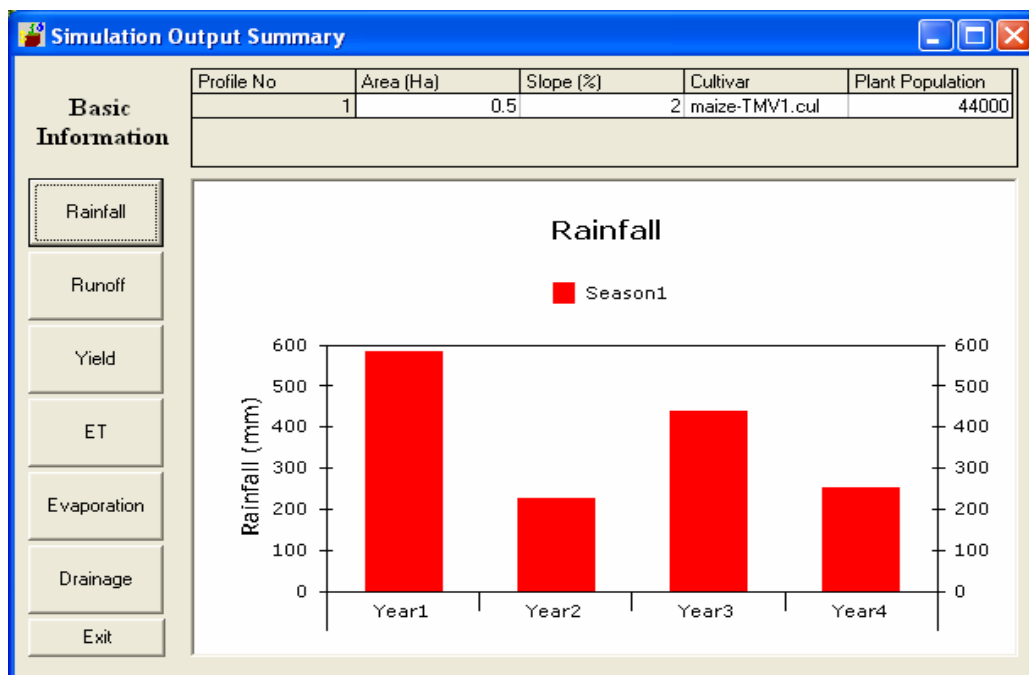 Simulation Output Summary
Basic
Information
Profile No Area (Ha) Slope (%) Cultivar Plant Population
1 0.5 2 maize-TMV1.cul 44000
Rainfall
Runoff
Yield
ET
Evaporation
Drainage
Exit
Rainfall
Season1
Rainfall (mm)
600
500
400
300
200
100
0
600
500
400
300
200
100
0
Year1 Year2 Year3 Year4